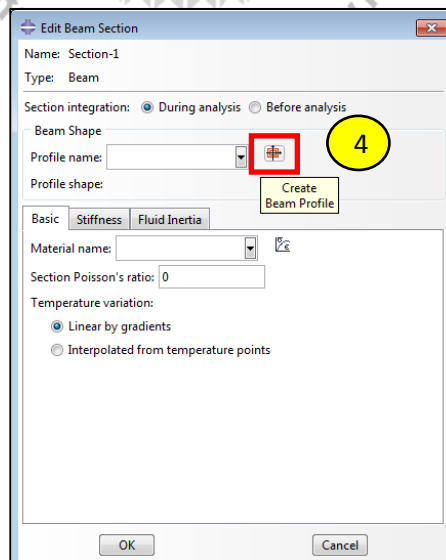 Edit Beam Section
Name: Section-1
Type: Beam
Section integration: During analysis Before analysis
Beam Shape
Profile name:
4
Profile shape:
Create
Beam Profile
Basic Stiffness Fluid Inertia
Material name:
Section Poisson's ratio: 0
Temperature variation:
Linear by gradients
Interpolated from temperature points
OK Cancel